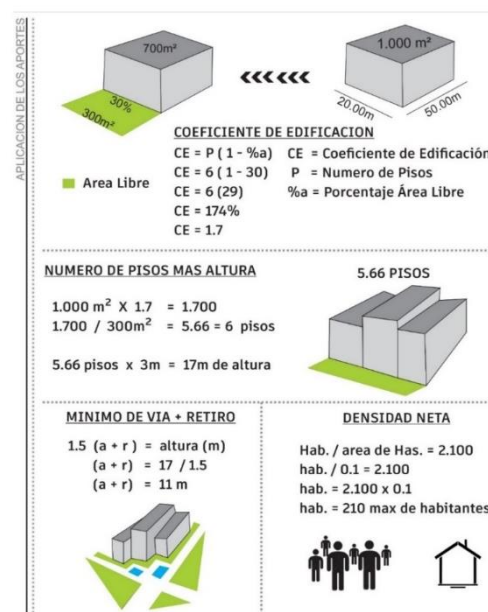 APLICACION DE LOS APORTES
700m²
30%
300m²
1.000 m²
20.00m
50.00m
COEFICIENTE DE EDIFICACION
CE = P ( 1 - %a)
CE = 6 ( 1 - 30)
CE = 6 (29)
CE = 174%
CE = 1.7
CE = Coeficiente de Edificación
P = Numero de Pisos
%a = Porcentaje Área Libre
Area Libre
NUMERO DE PISOS MAS ALTURA
1.000 m² X 1.7 = 1.700
1.700 / 300m² = 5.66 = 6 pisos
5.66 pisos x 3m = 17m de altura
5.66 PISOS
MINIMO DE VIA + RETIRO
1.5 (a + r ) = altura (m)
(a + r) = 17 / 1.5
(a + r) = 11 m
DENSIDAD NETA
Hab. / area de Has. = 2.100
hab. / 0.1 = 2.100
hab. = 2.100 x 0.1
hab. = 210 max de habitantes